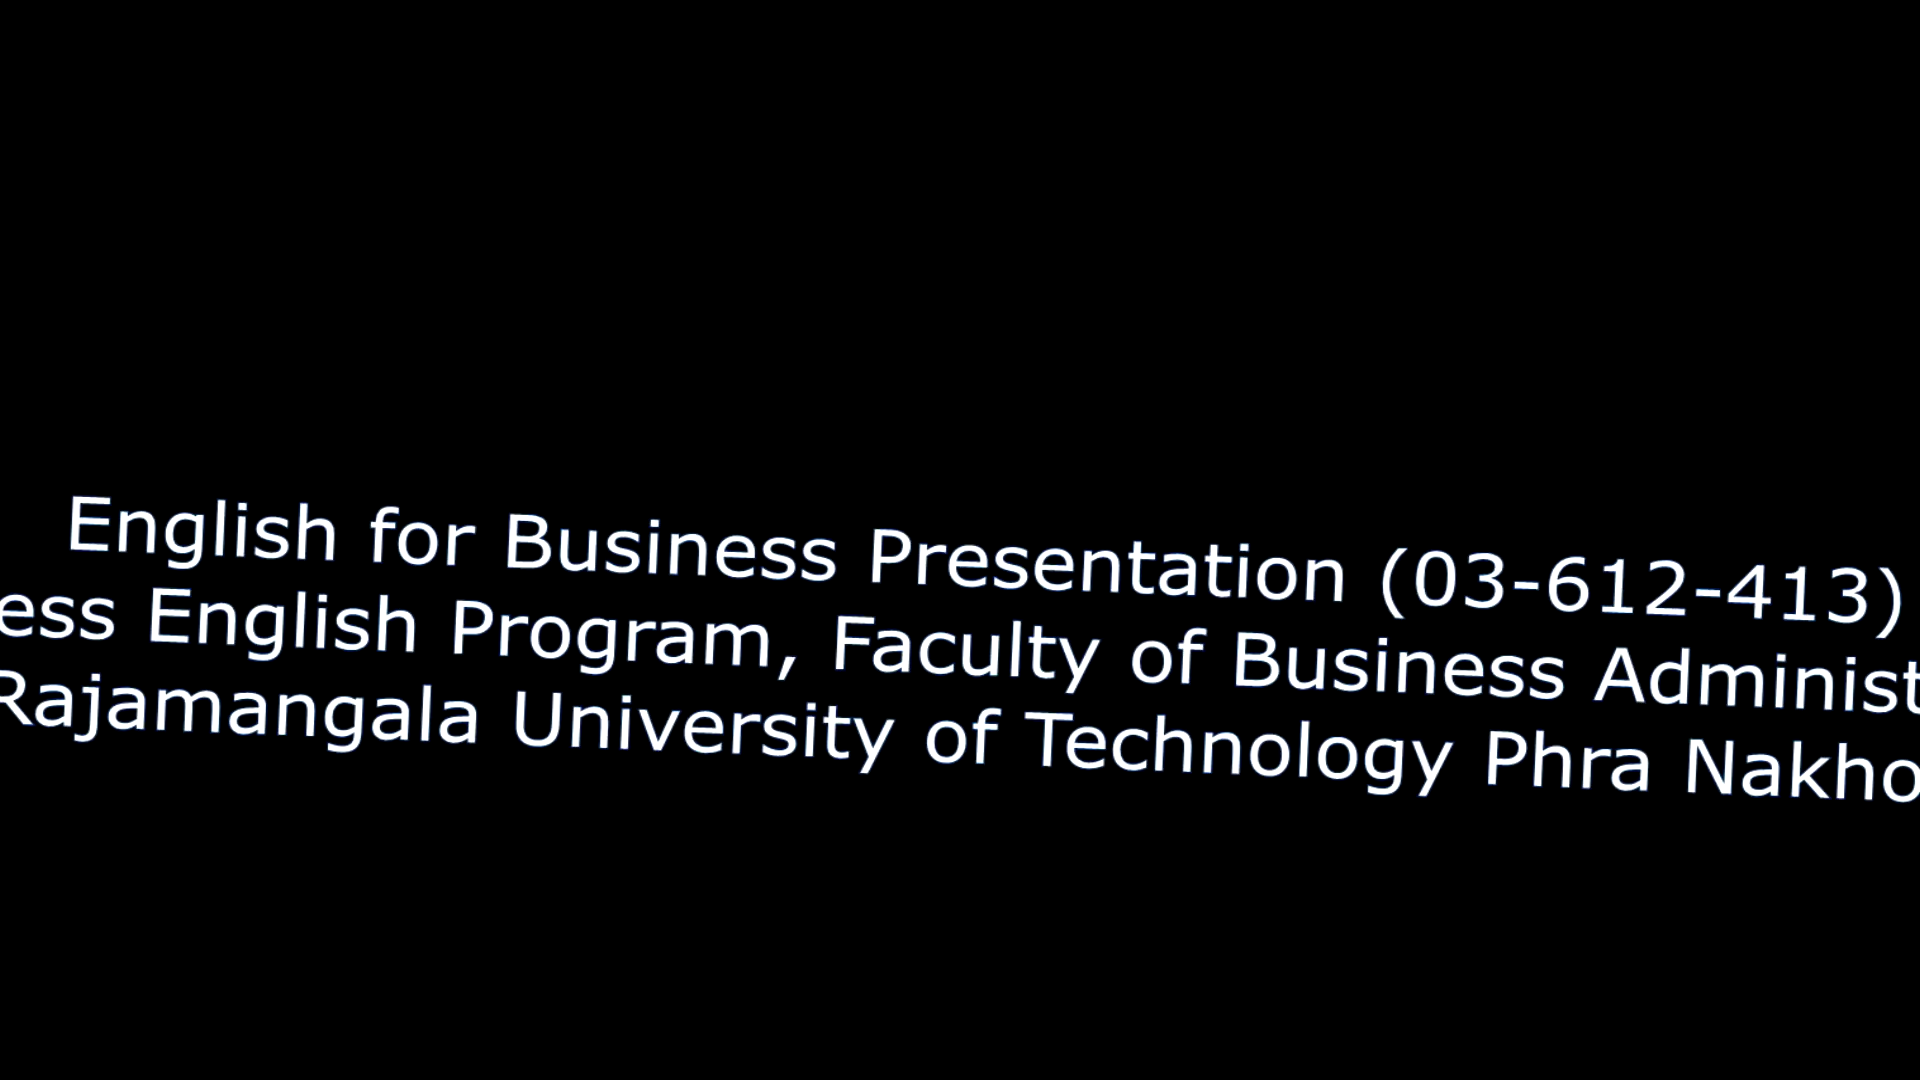 English for Business Presentation (03-612-413)
ess English Program, Faculty of Business Administ
Rajamangala University of Technology Phra Nakho